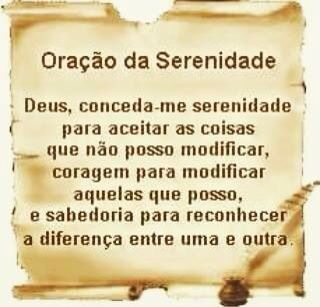 Oração da Serenidade
Deus, conceda-me serenidade
para aceitar as coisas
que não posso modificar,
coragem para modificar
aquelas que posso,
e sabedoria para reconhecer
a diferença entre uma e outra.